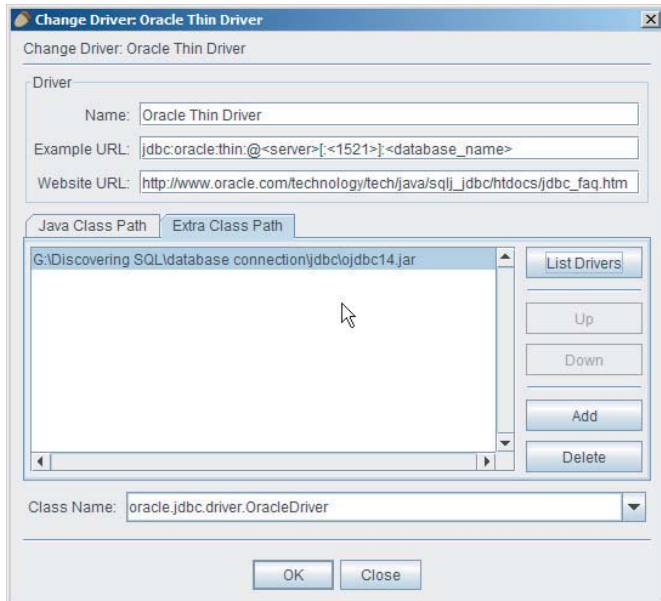 Change Driver: Oracle Thin Driver
Change Driver: Oracle Thin Driver
Driver
Name: Oracle Thin Driver
Example URL: jdbc:oracle:thin:@<server>[:<1521>]:<database_name>
Website URL: http://www.oracle.com/technology/tech/java/sqlj_jdbc/htdocs/jdbc_faq.htm
Java Class Path Extra Class Path
G:\Discovering SQL\database connection\jdbc\ojdbc14.jar
List Drivers
Up
Down
Add
Delete
Class Name: oracle.jdbc.driver.OracleDriver
OK Close